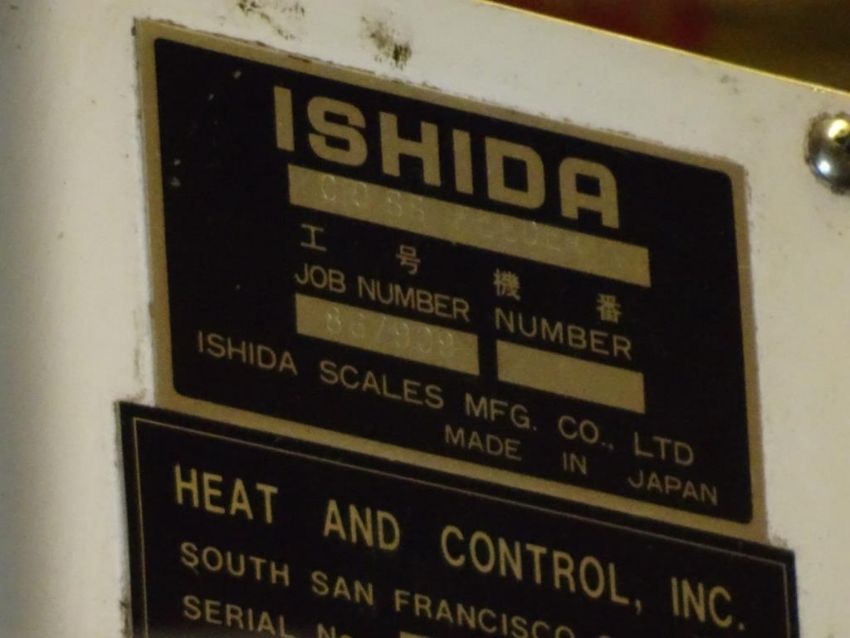 ISHIDA
工号 機番
JOB NUMBER NUMBER
ISHIDA SCALES MFG. CO., LTD
MADE IN JAPAN
HEAT AND CONTROL, INC.
SOUTH SAN FRANCISCO
SERIAL NO